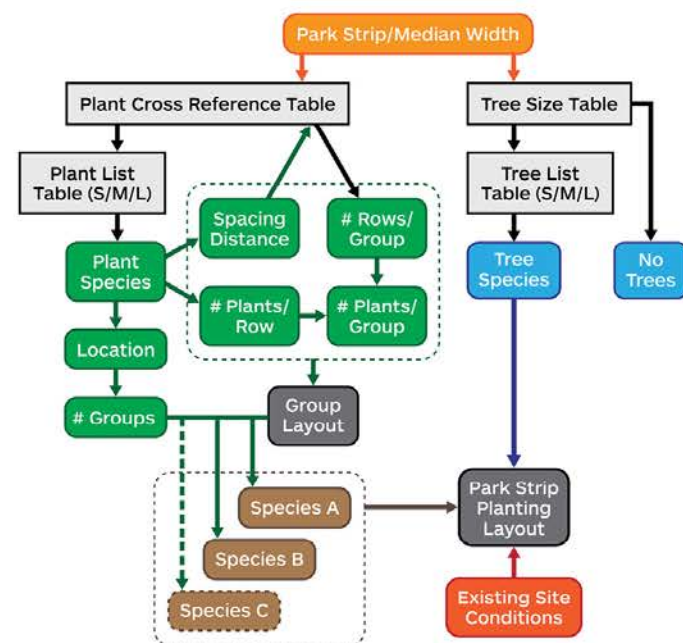 Park Strip/Median Width
Plant Cross Reference Table
Tree Size Table
Plant List
Table (S/M/L)
Tree List
Table (S/M/L)
Spacing
Distance
# Rows/
Group
Plant
Species
Tree
Species
No
Trees
# Plants/
Row
# Plants/
Group
Location
# Groups
Group
Layout
Species A
Park Strip
Planting
Layout
Species B
Species C
Existing Site
Conditions